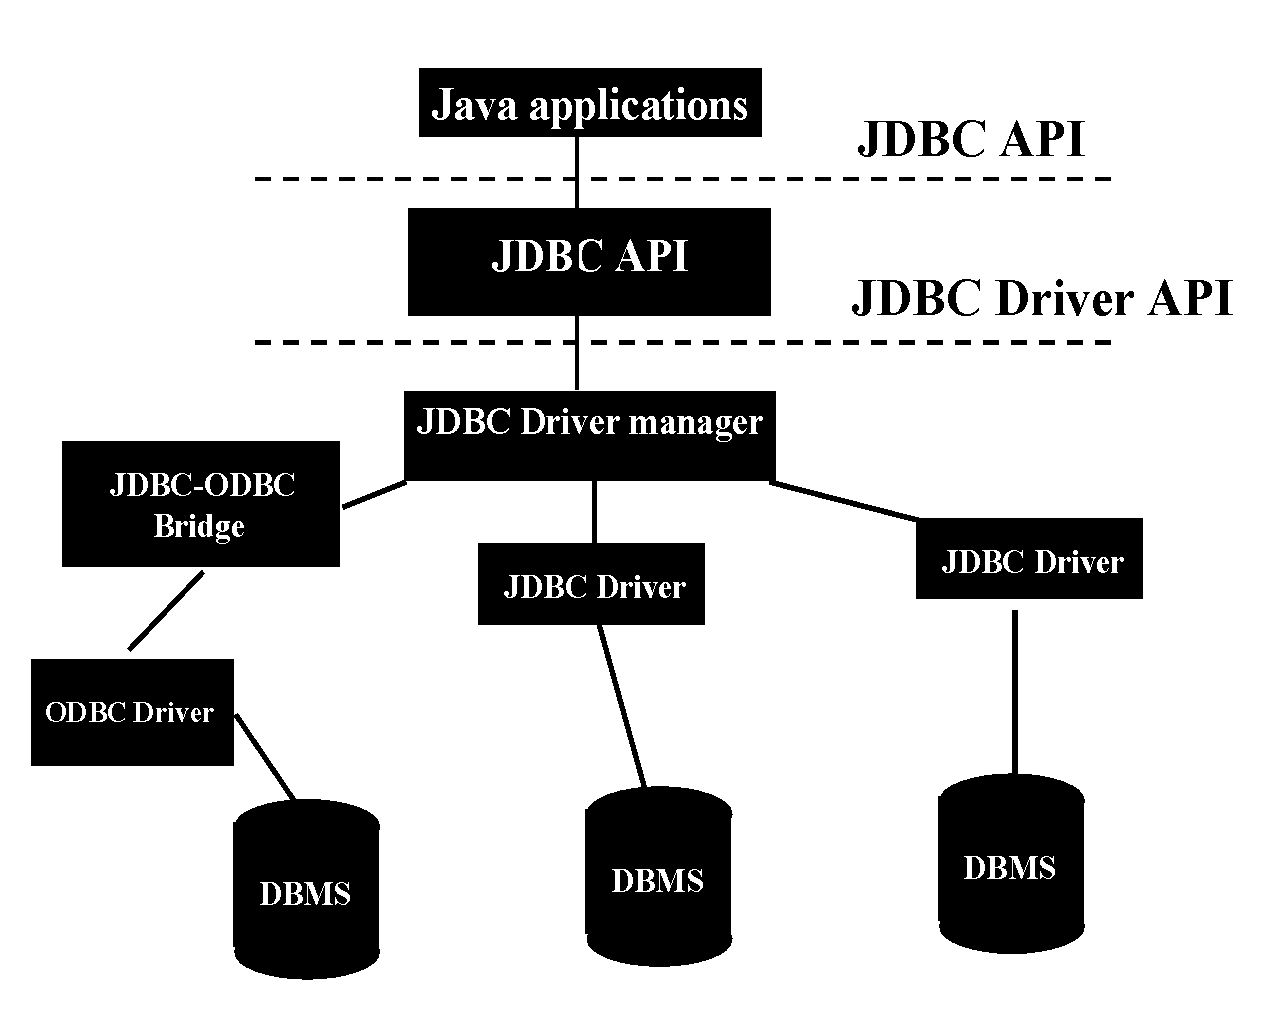 Java applications
JDBC API
JDBC API
JDBC Driver API
JDBC Driver manager
JDBC-ODBC
Bridge
JDBC Driver
JDBC Driver
ODBC Driver
DBMS
DBMS
DBMS